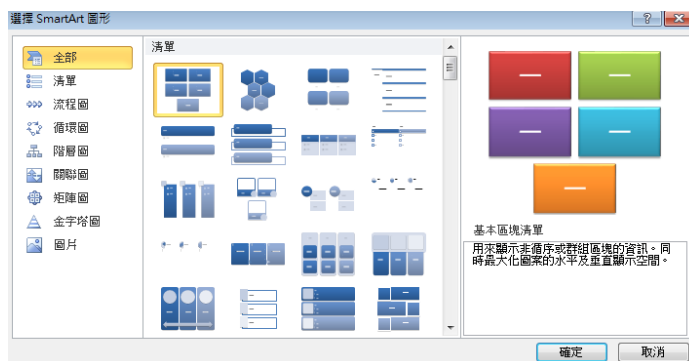 選擇 SmartArt 圖形
全部
清單
流程圖
循環圖
階層圖
關聯圖
矩陣圖
金字塔圖
圖片
清單
基本區塊清單
用來顯示非循序或群組區塊的資訊。同
時最大化圖案的水平及垂直顯示空間。
確定
取消